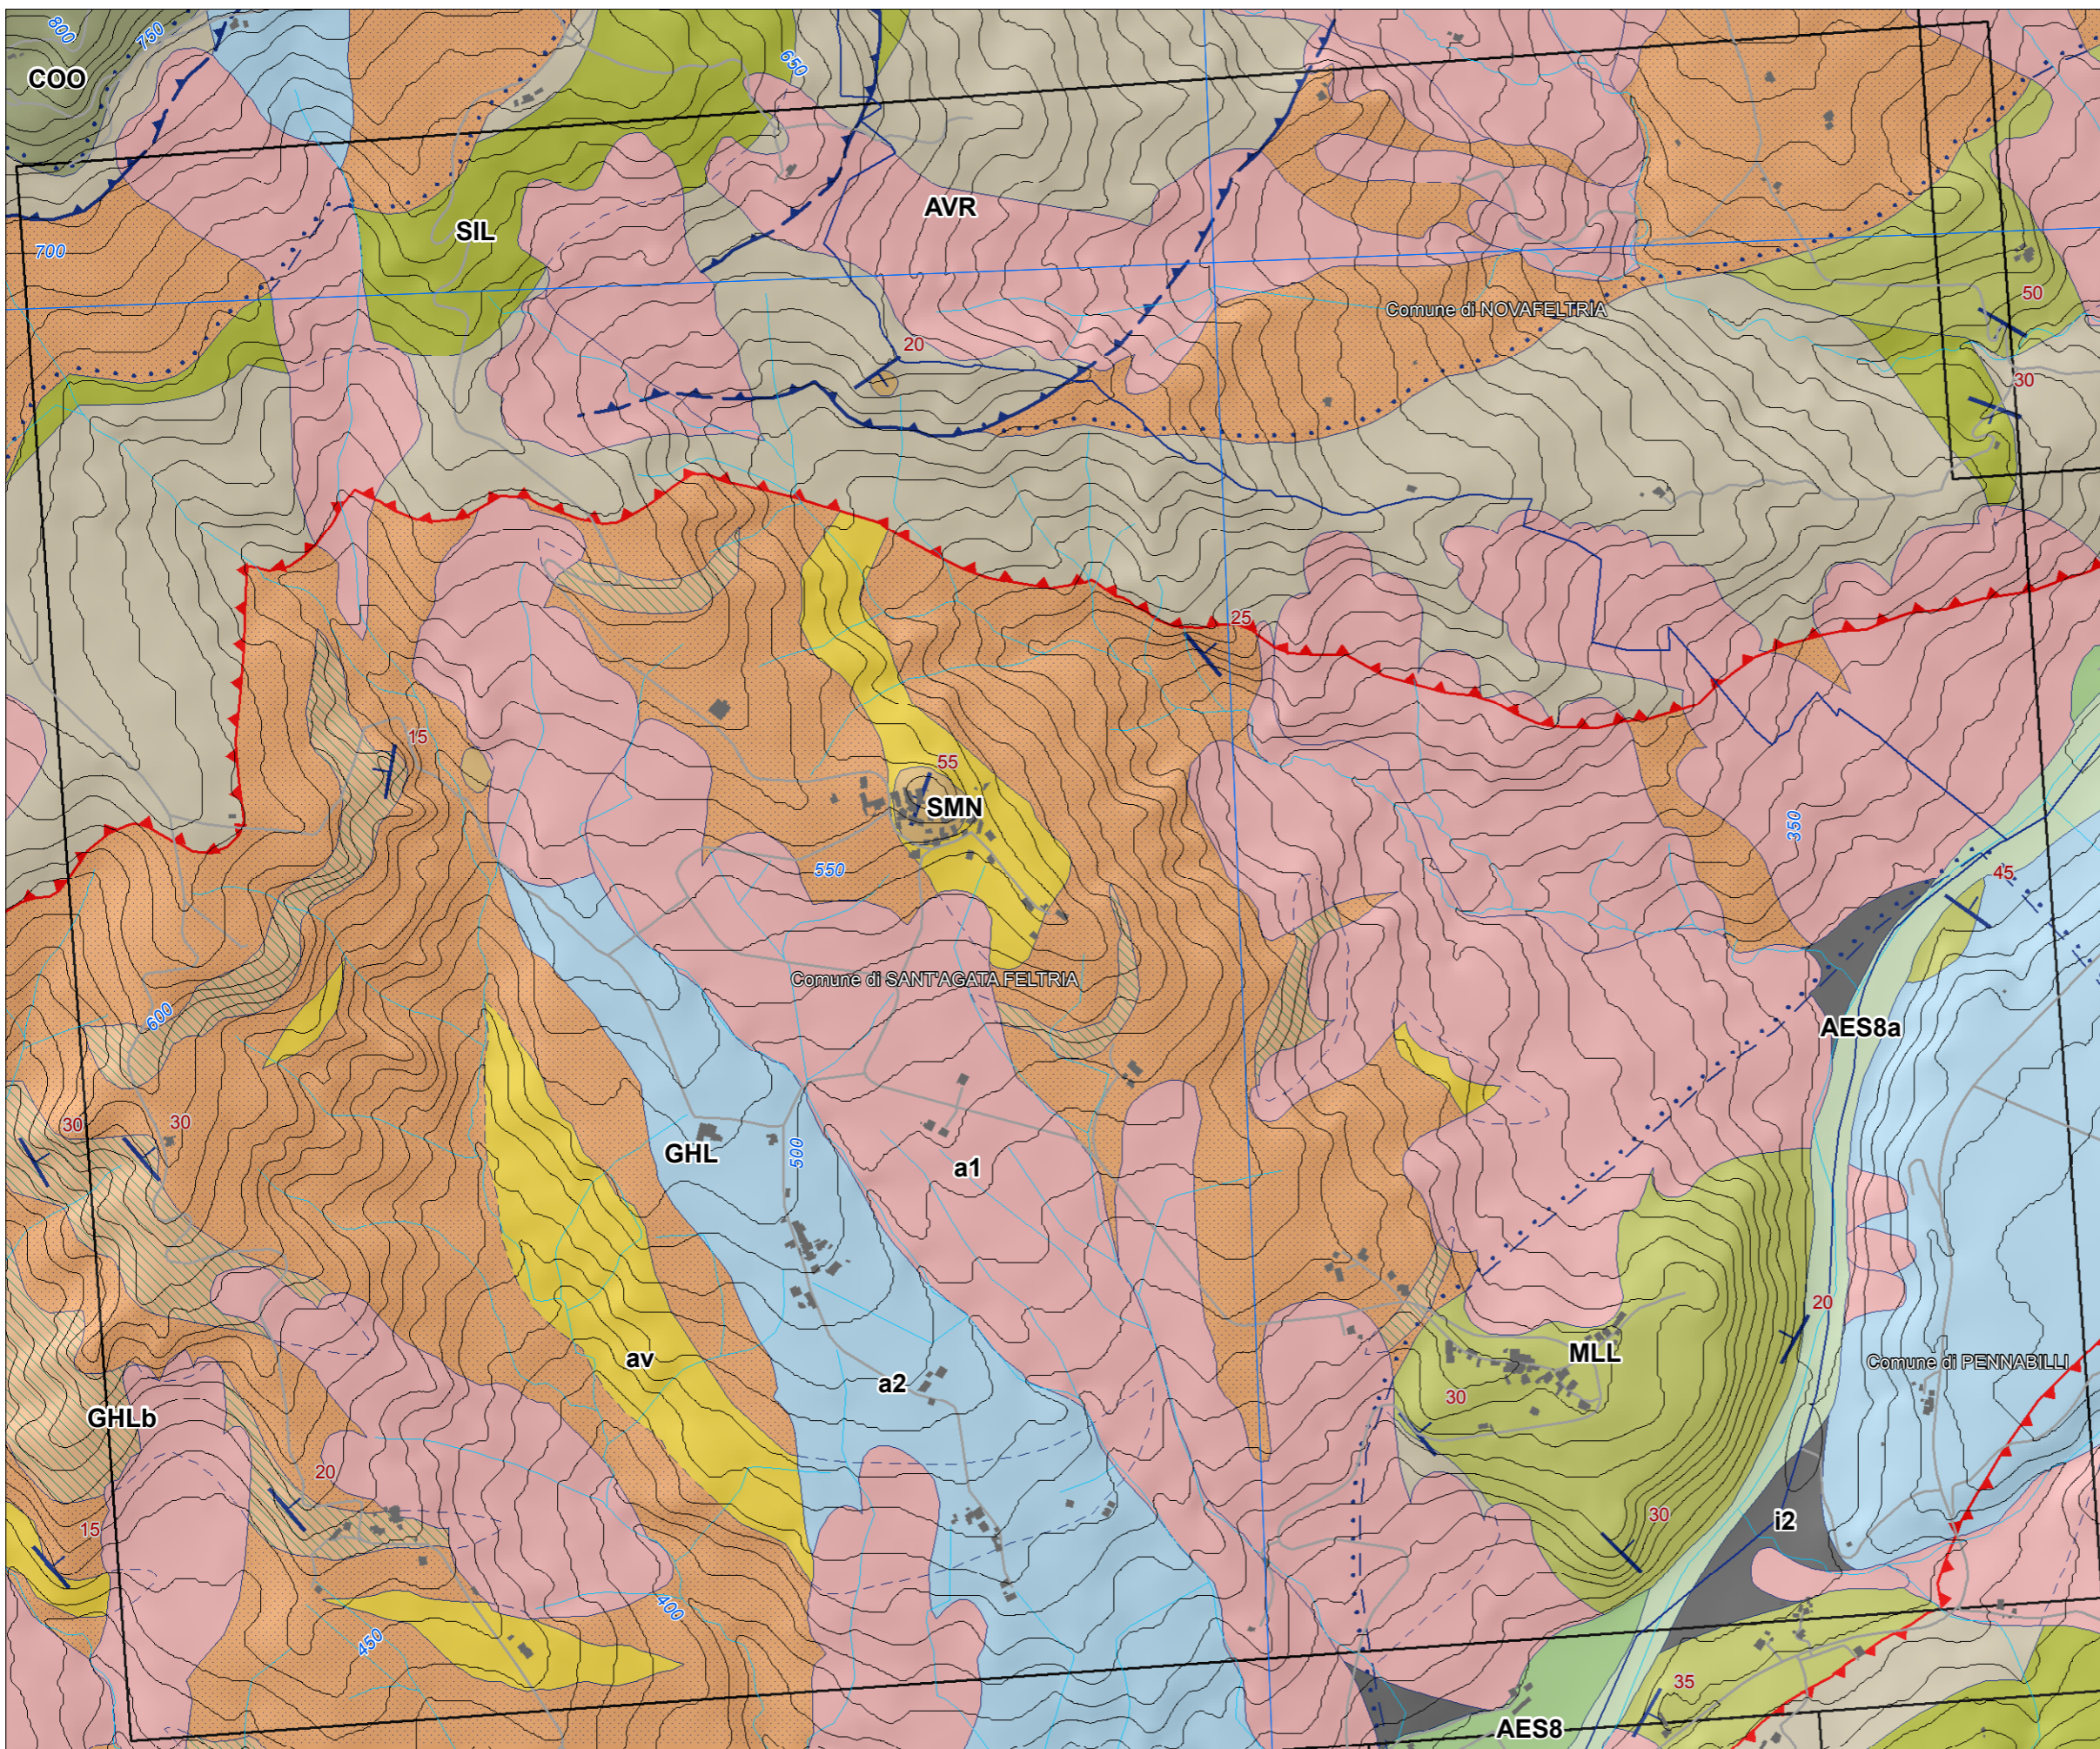 800
750
650
COO
AVR
SIL
700
50
Comune di NOVAFELTRIA
20
30
25
15
55
SMN
350
550
45
Comune di SANT'AGATA FELTRIA
600
AES8a
30
30
GHL
500
a1
20
MLL
Comune di PENNABILLI
av
a2
30
GHLb
20
30
i2
15
400
450
35
AES8